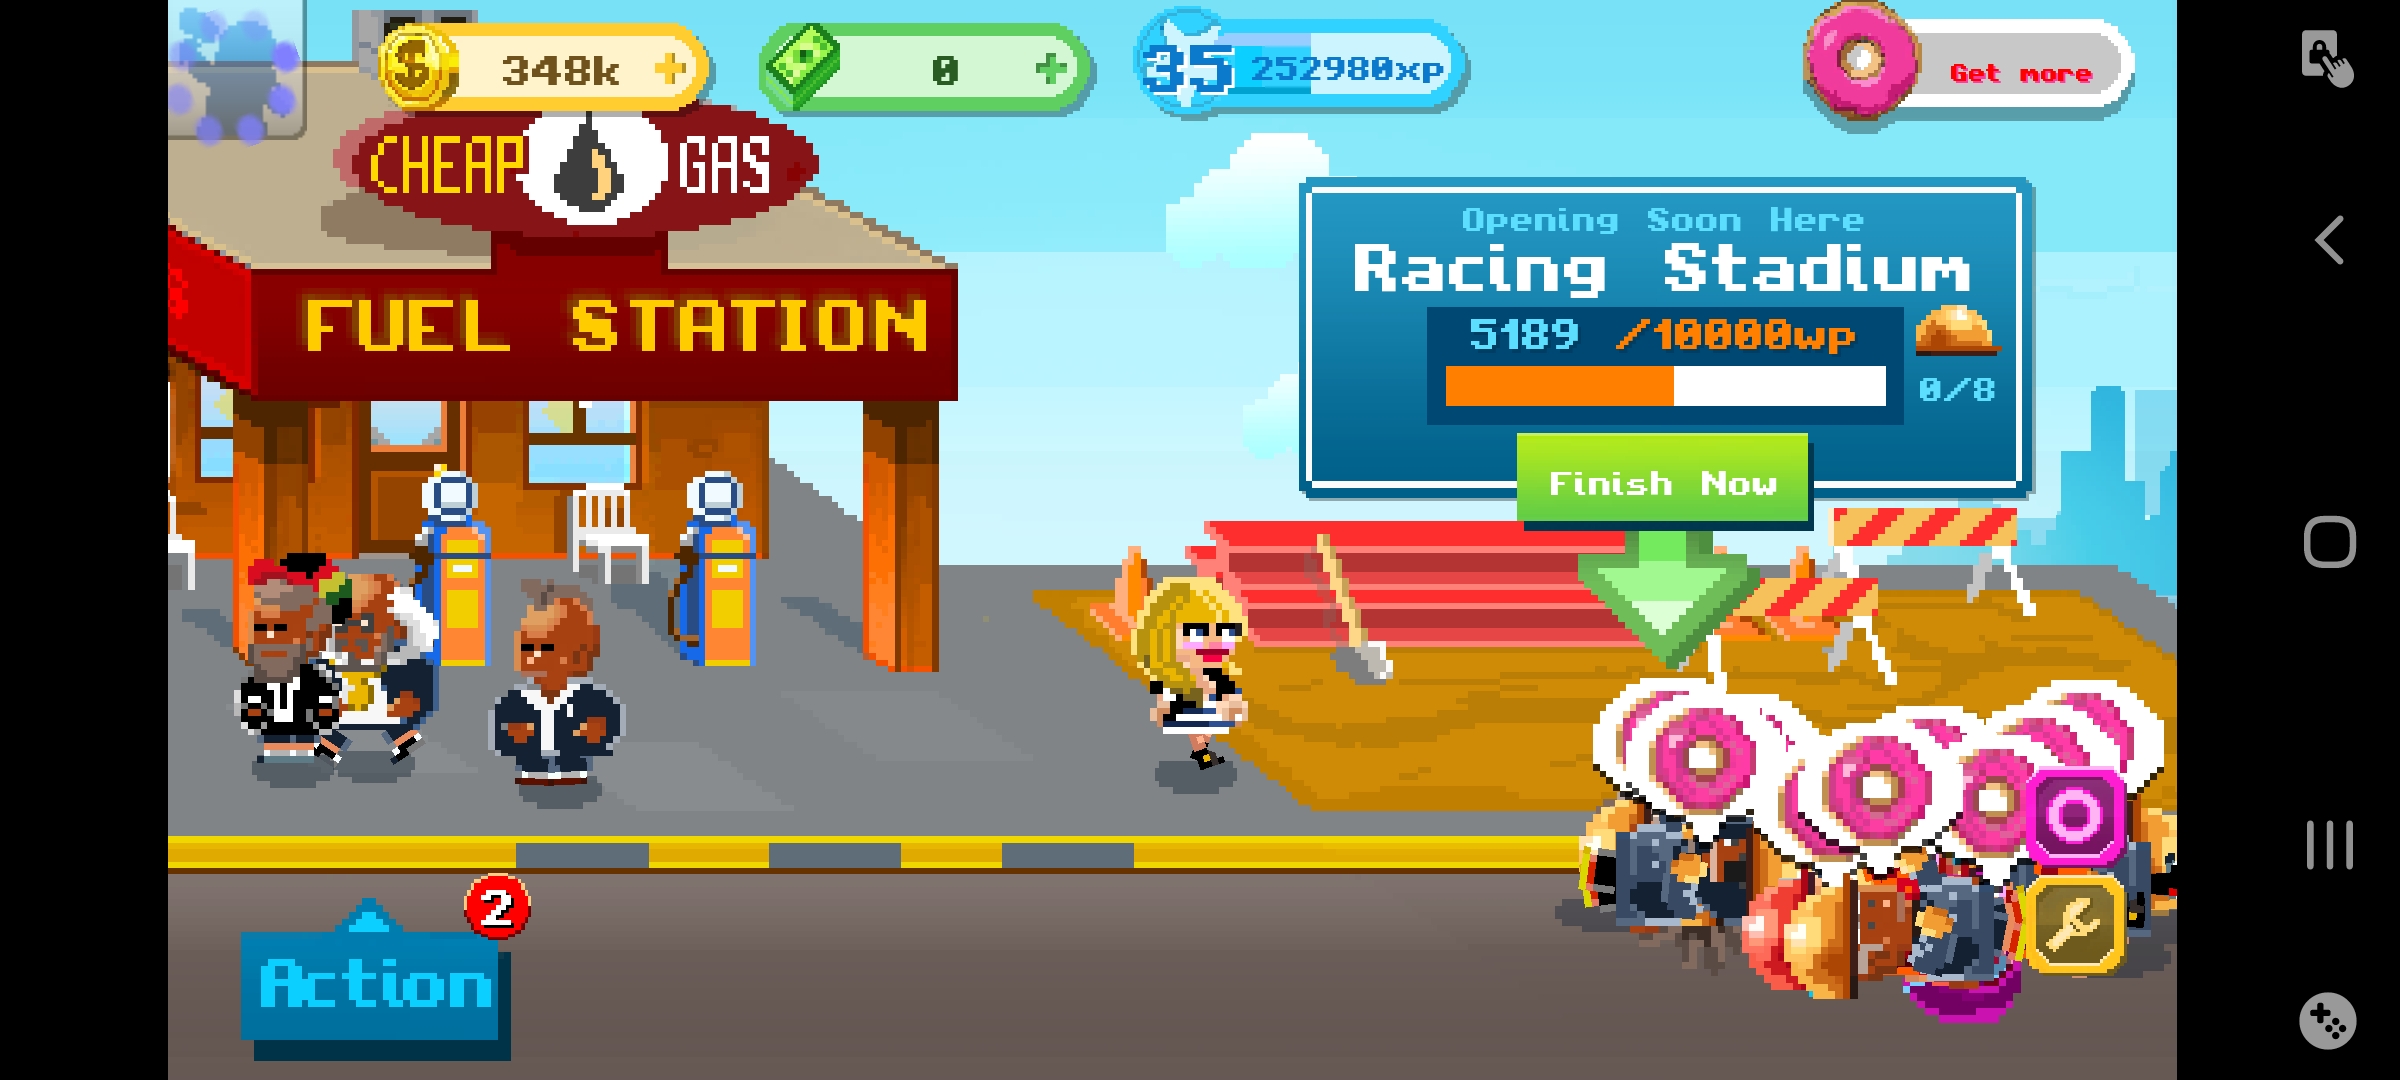 348k
0
35 252980xp
Get more
CHEAP GAS
FUEL STATION
Opening Soon Here
Racing Stadium
5189 /10000wp
0/8
Finish Now
2
Action